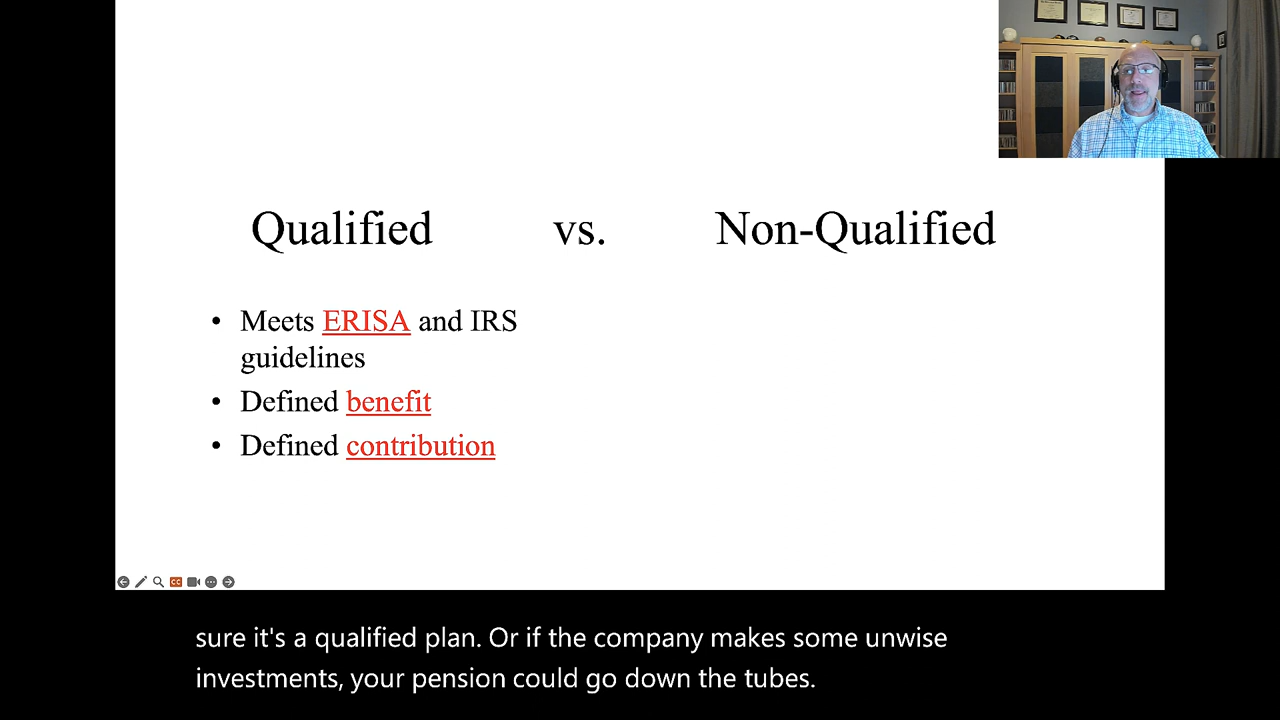 Qualified vs. Non-Qualified
• Meets ERISA and IRS
guidelines
• Defined benefit
• Defined contribution
CC
sure it's a qualified plan. Or if the company makes some unwise
investments, your pension could go down the tubes.